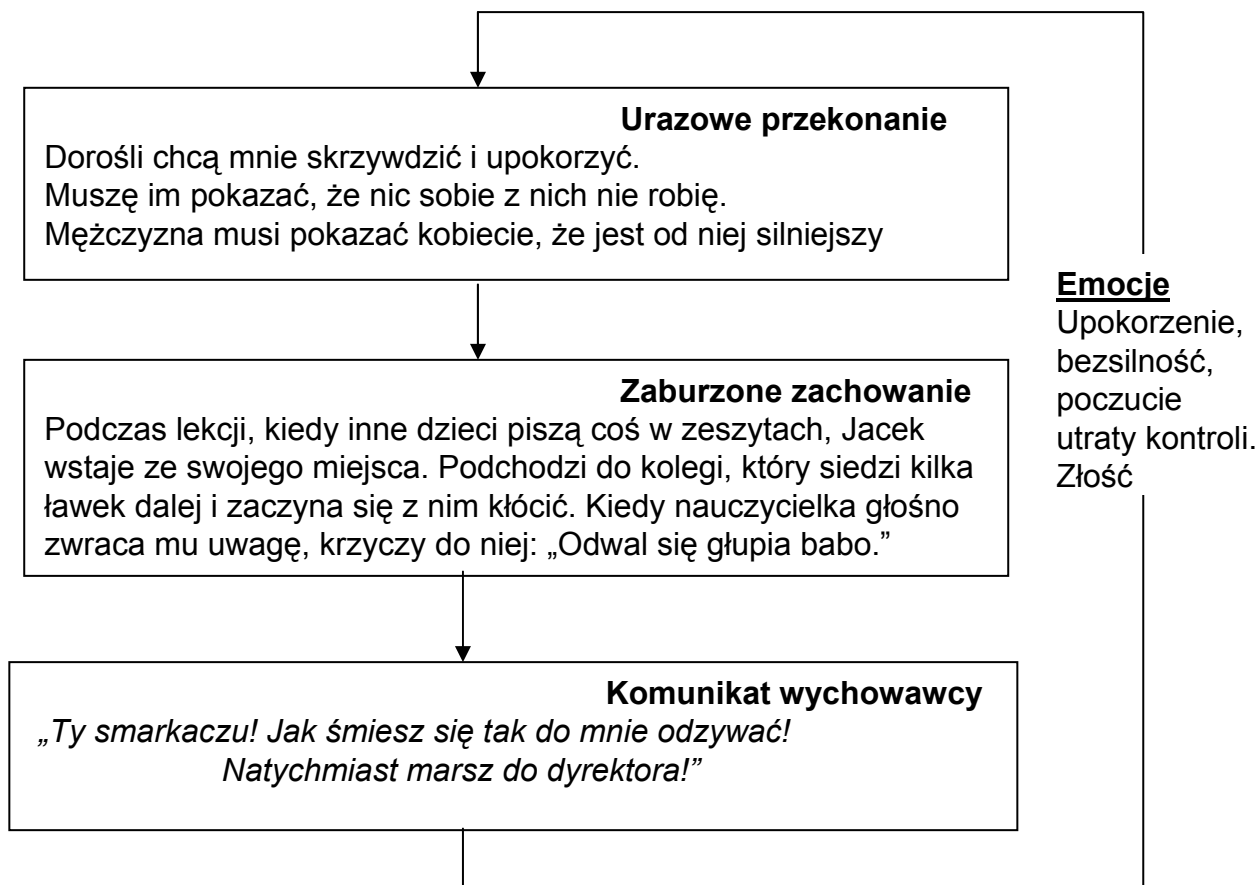 Urazowe przekonanie
Dorośli chcą mnie skrzywdzić i upokorzyć.
Muszę im pokazać, że nic sobie z nich nie robię.
Mężczyzna musi pokazać kobiecie, że jest od niej silniejszy
Zaburzone zachowanie
Podczas lekcji, kiedy inne dzieci piszą coś w zeszytach, Jacek
wstaje ze swojego miejsca. Podchodzi do kolegi, który siedzi kilka
ławek dalej i zaczyna się z nim kłócić. Kiedy nauczycielka głośno
zwraca mu uwagę, krzyczy do niej: „Odwal się głupia babo.”
Komunikat wychowawcy
„Ty smarkaczu! Jak śmiesz się tak do mnie odzywać!
Natychmiast marsz do dyrektora!”
Emocje
Upokorzenie,
bezsilność,
poczucie
utraty kontroli.
Złość